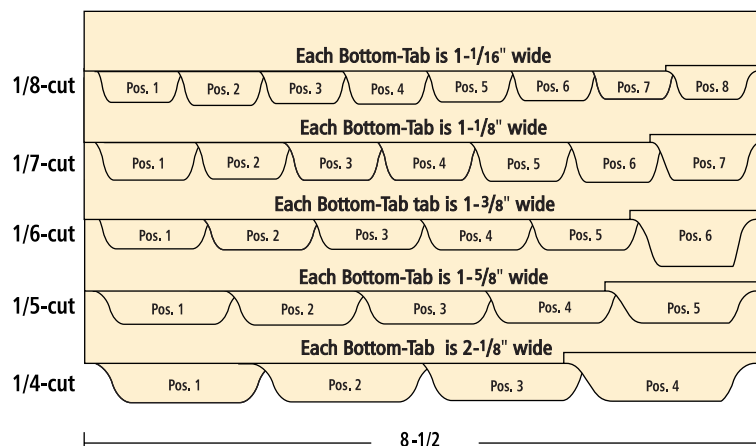 Each Bottom-Tab is 1-1/16" wide
1/8-cut Pos. 1 Pos. 2 Pos. 3 Pos. 4 Pos. 5 Pos. 6 Pos. 7 Pos. 8
Each Bottom-Tab is 1-1/8" wide
1/7-cut Pos. 1 Pos. 2 Pos. 3 Pos. 4 Pos. 5 Pos. 6 Pos. 7
Each Bottom-Tab tab is 1-3/8" wide
1/6-cut Pos. 1 Pos. 2 Pos. 3 Pos. 4 Pos. 5 Pos. 6
Each Bottom-Tab is 1-5/8" wide
1/5-cut Pos. 1 Pos. 2 Pos. 3 Pos. 4 Pos. 5
Each Bottom-Tab is 2-1/8" wide
1/4-cut Pos. 1 Pos. 2 Pos. 3 Pos. 4
8-1/2